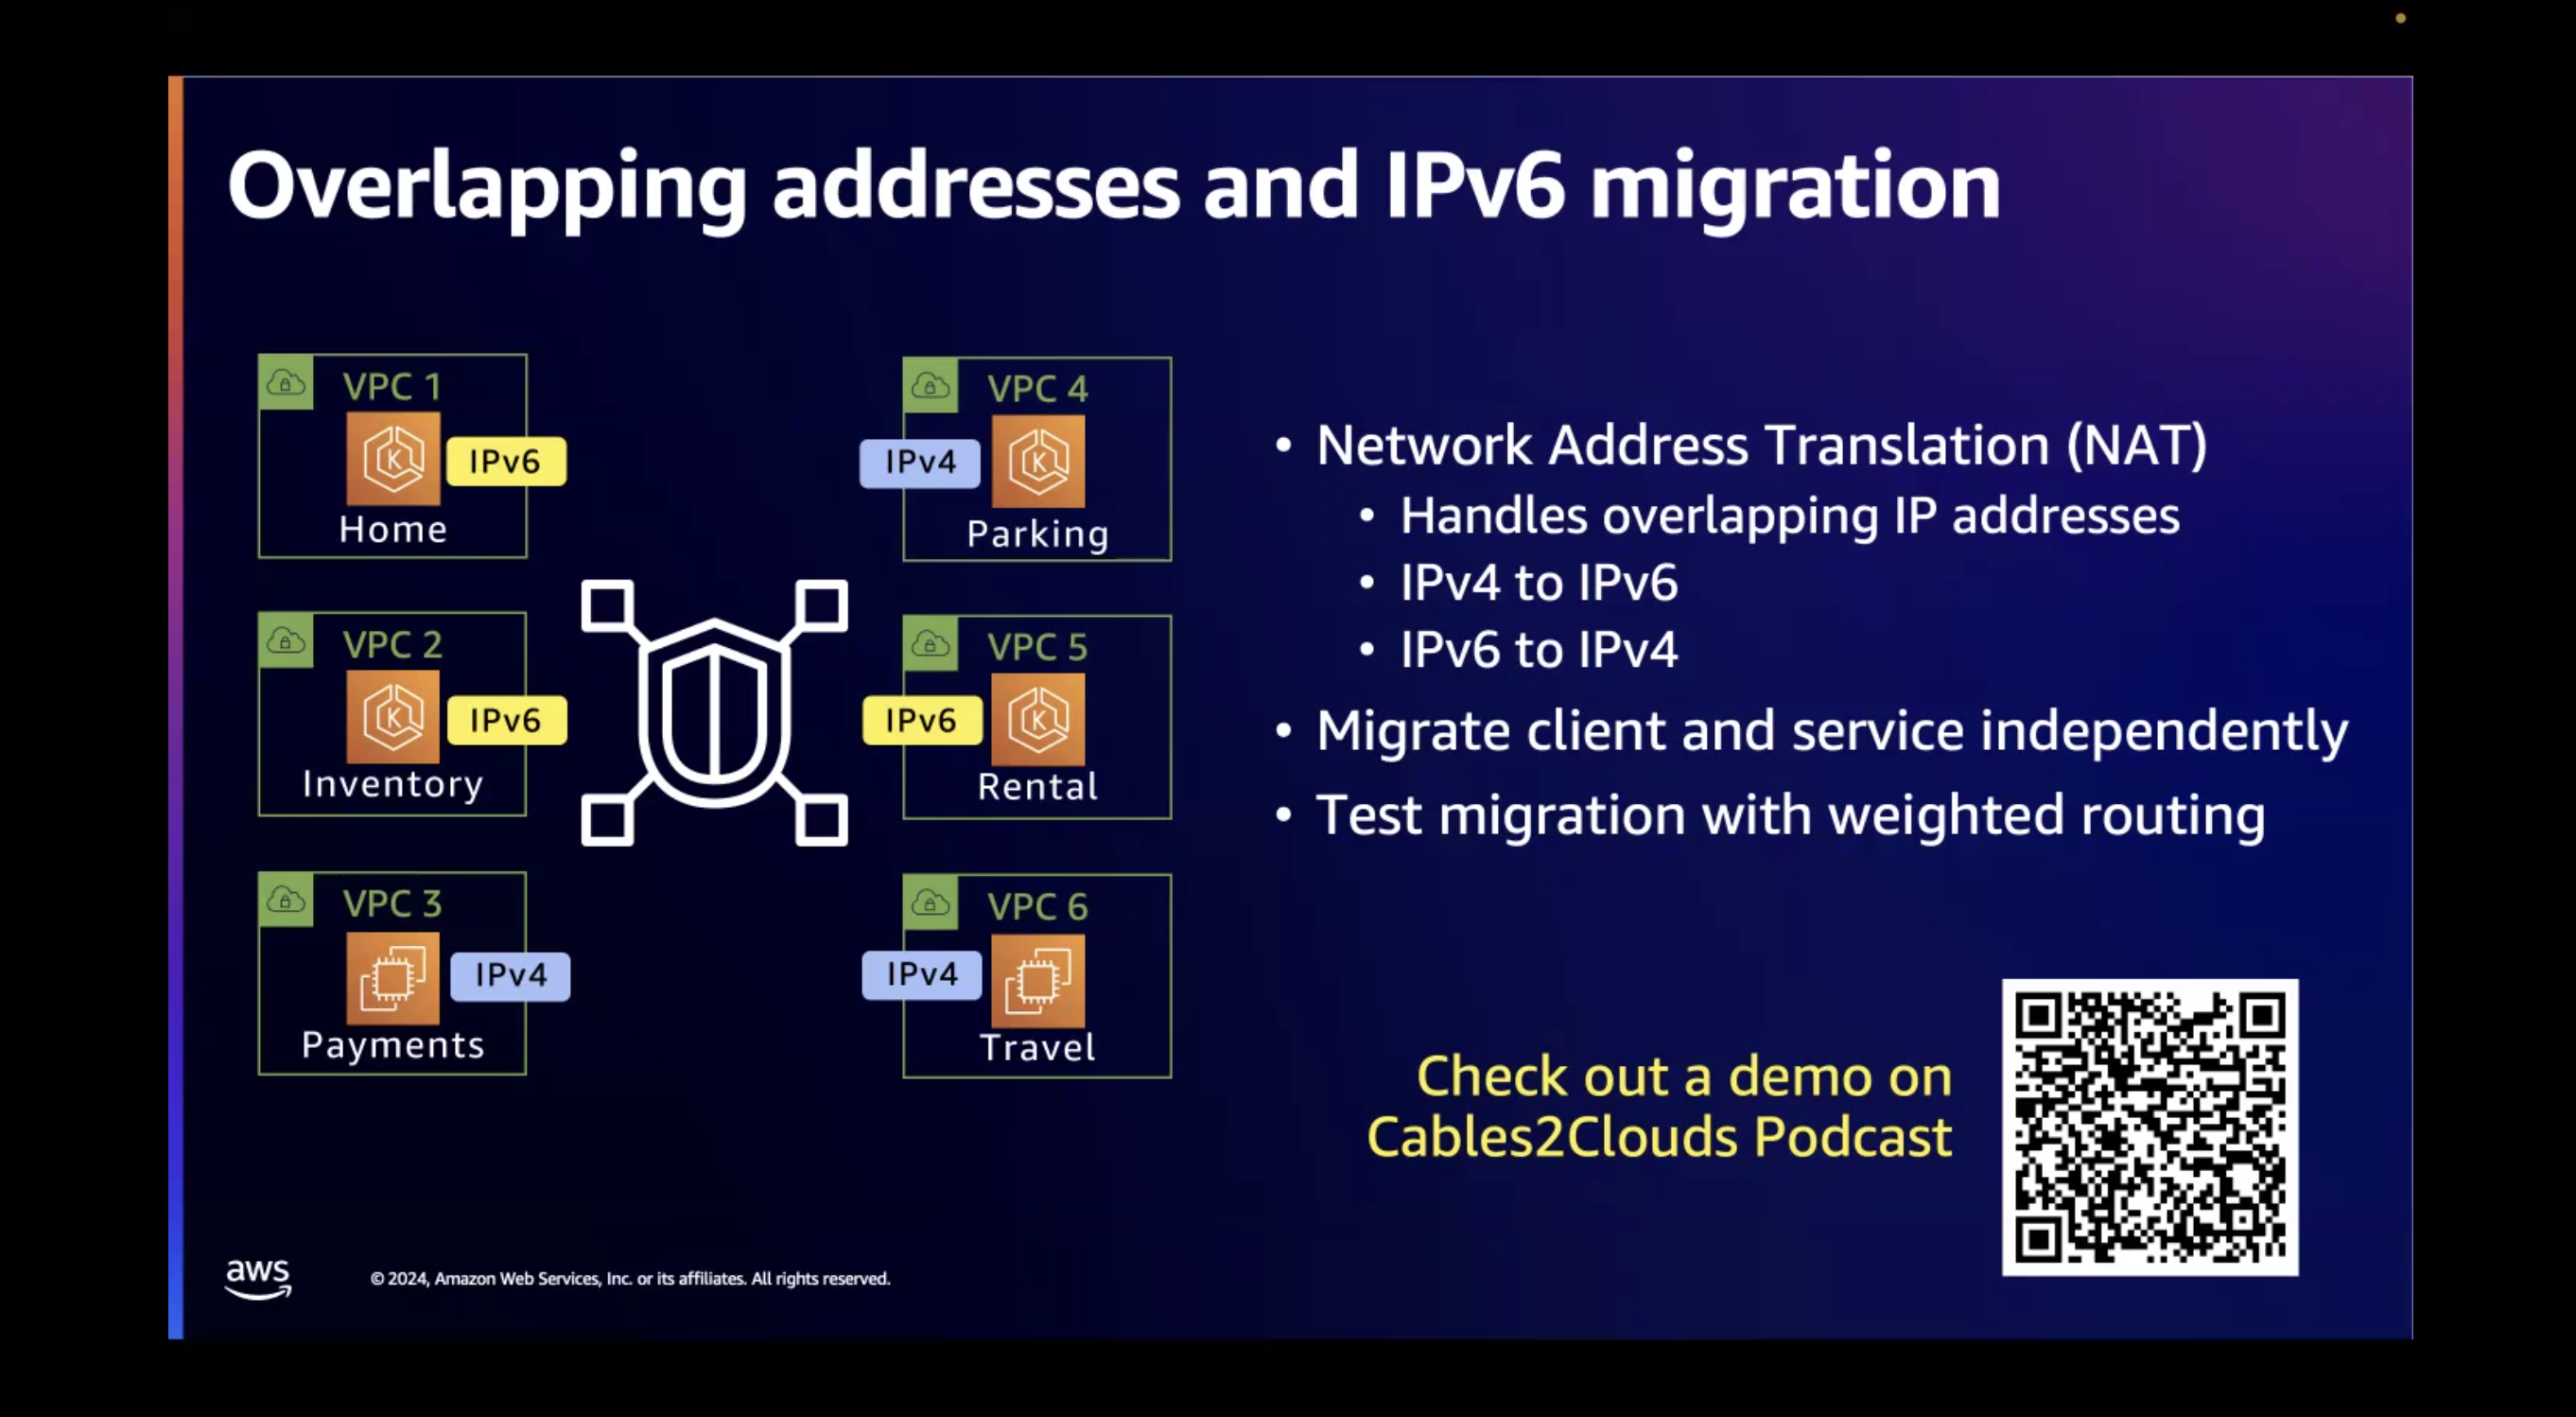 Overlapping addresses and IPv6 migration
VPC 1
IPv6
Home
VPC 4
IPv4
Parking
VPC 2
IPv6
Inventory
VPC 5
IPv6
Rental
VPC 3
IPv4
Payments
VPC 6
IPv4
Travel
• Network Address Translation (NAT)
• Handles overlapping IP addresses
• IPv4 to IPv6
• IPv6 to IPv4
• Migrate client and service independently
• Test migration with weighted routing
Check out a demo on
Cables2Clouds Podcast
aws
© 2024, Amazon Web Services, Inc. or its affiliates. All rights reserved.